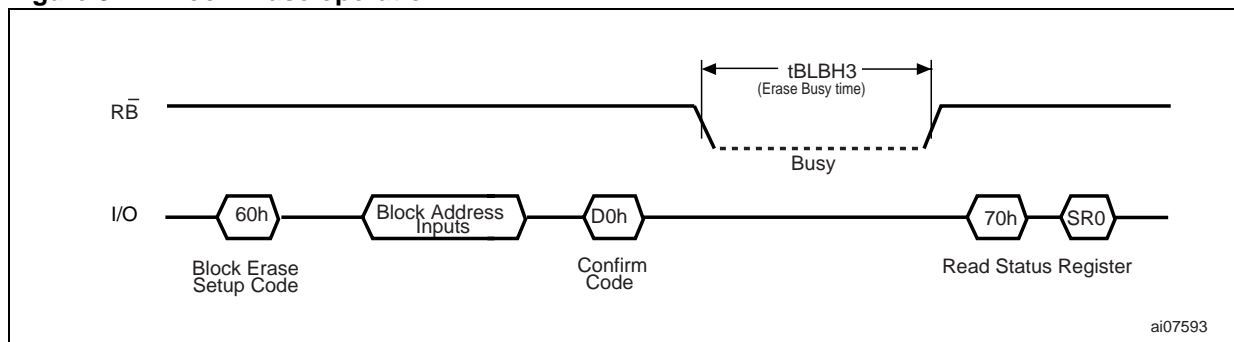 tBLBH3
(Erase Busy time)
RB̅
Busy
I/O
60h
Block Address
Inputs
D0h
70h
SR0
Block Erase
Setup Code
Confirm
Code
Read Status Register
ai07593